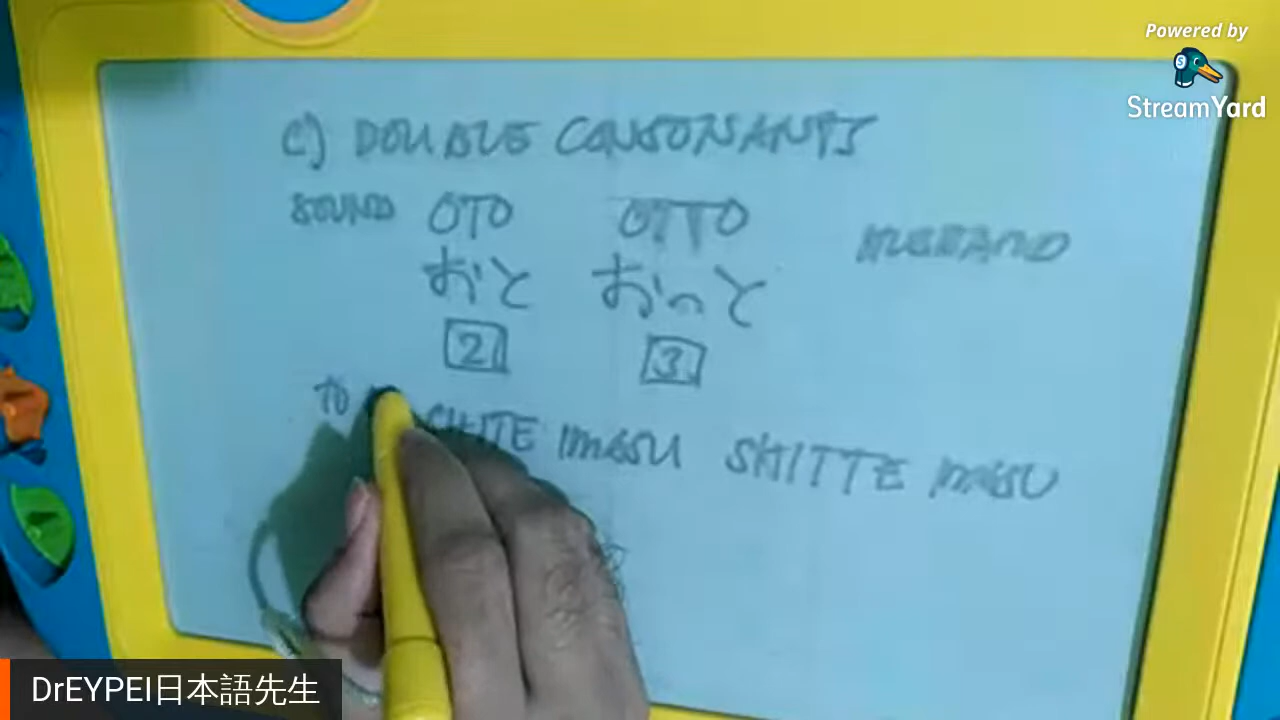 Powered by
StreamYard
C) DOUBLE CONSONANTS
SOUND OTO OTTO HUSBAND
おと おっと
2 3
TO SHITE IMASU SHITTE IMASU
DrEYPEI日本語先生